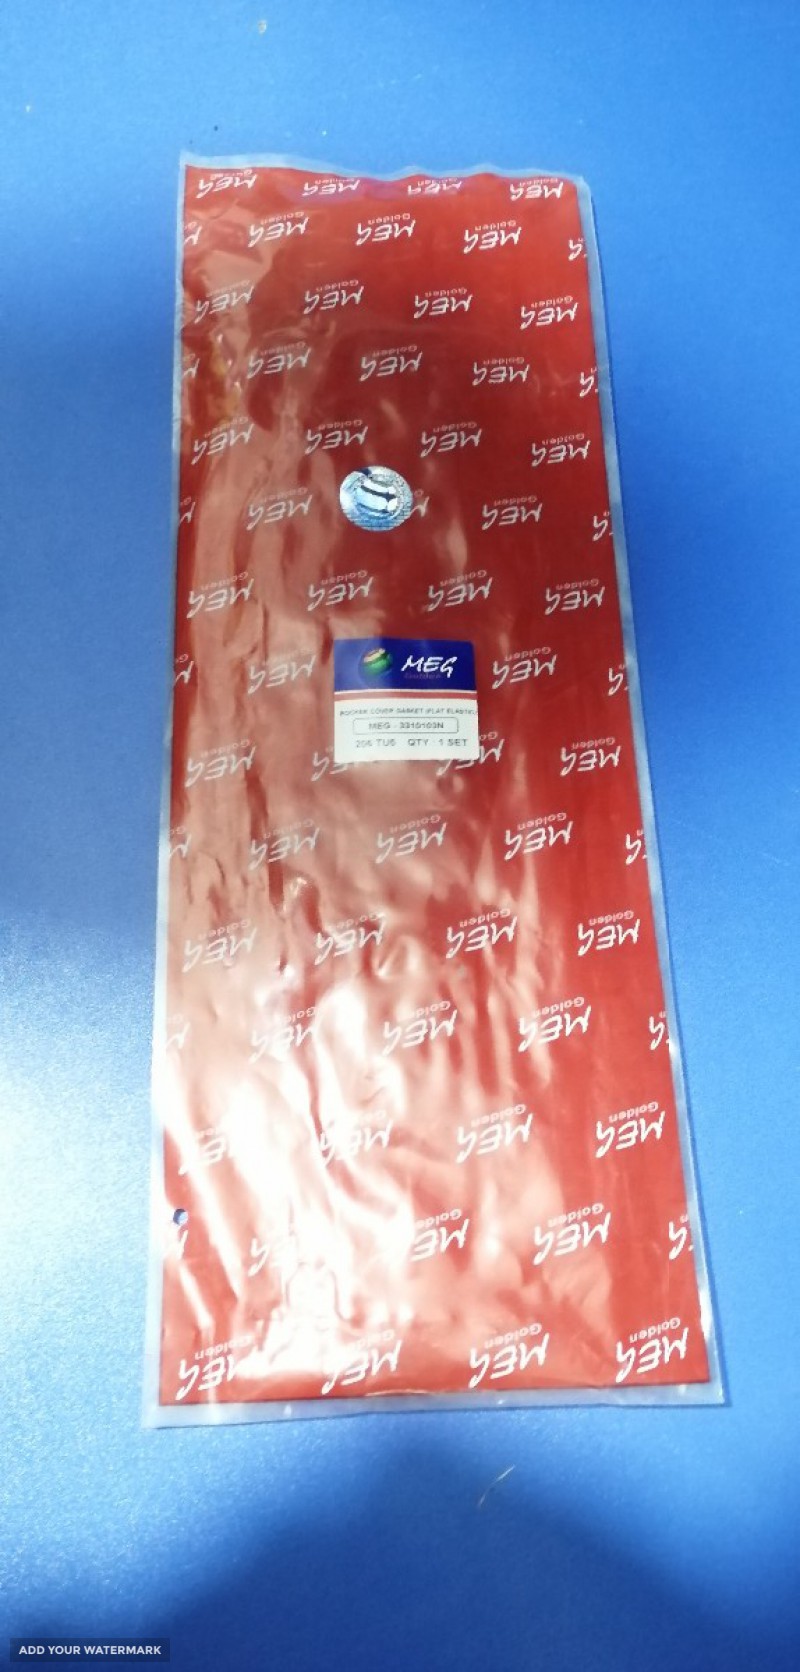 MEG
Golden
ROCKER COVER GASKET (FLAT ELASTIC)
MEG - 3310103N
206 TU5 QTY : 1 SET
ADD YOUR WATERMARK